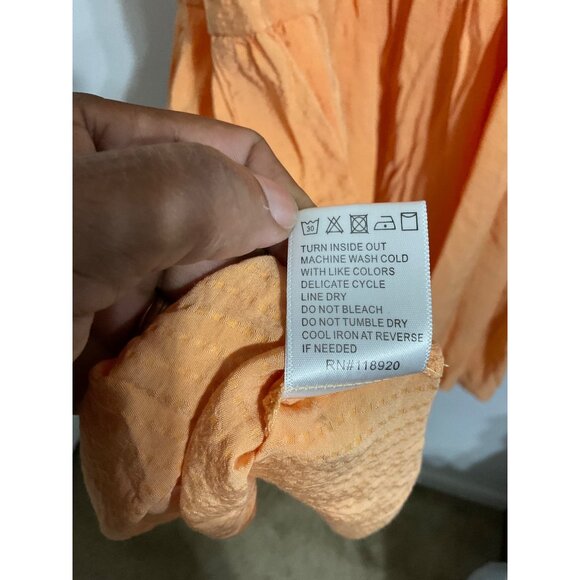 30
TURN INSIDE OUT
MACHINE WASH COLD
WITH LIKE COLORS
DELICATE CYCLE
LINE DRY
DO NOT BLEACH
DO NOT TUMBLE DRY
COOL IRON AT REVERSE
IF NEEDED
RN#118920